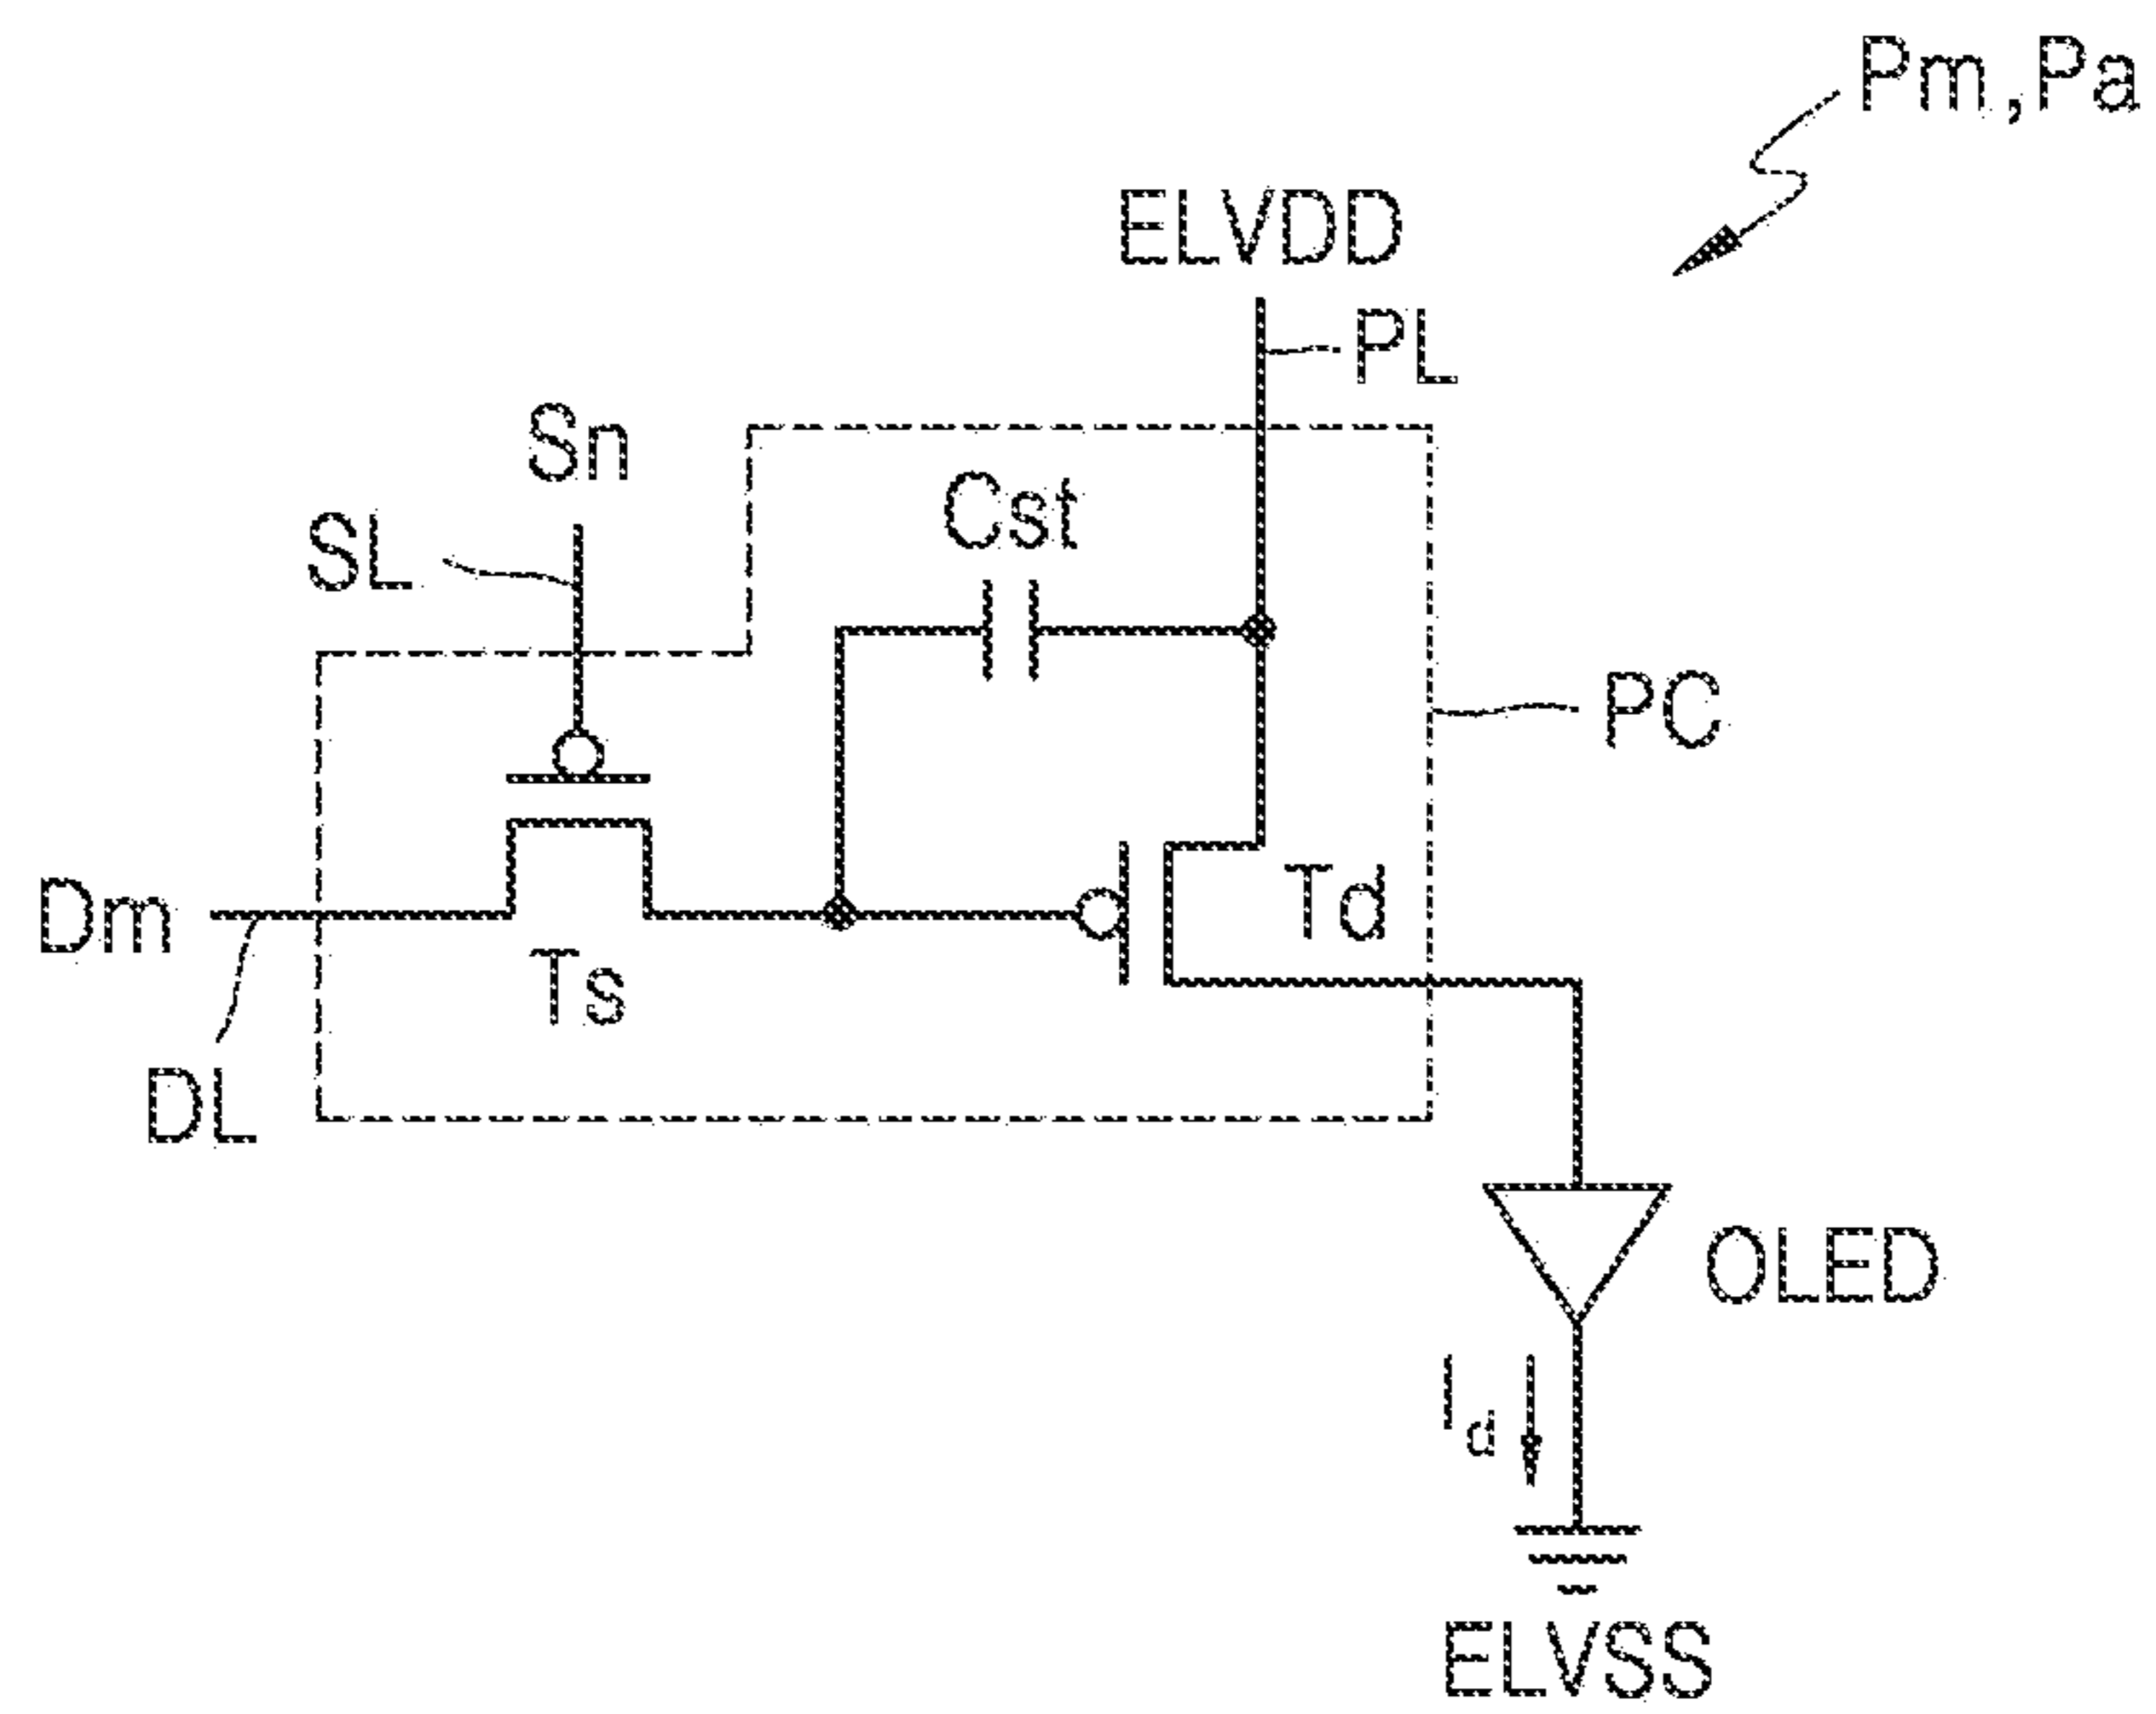 Pm,Pa
ELVDD
PL
Sn
SL
Cst
PC
Dm
Ts
Td
DL
OLED
Id
ELVSS